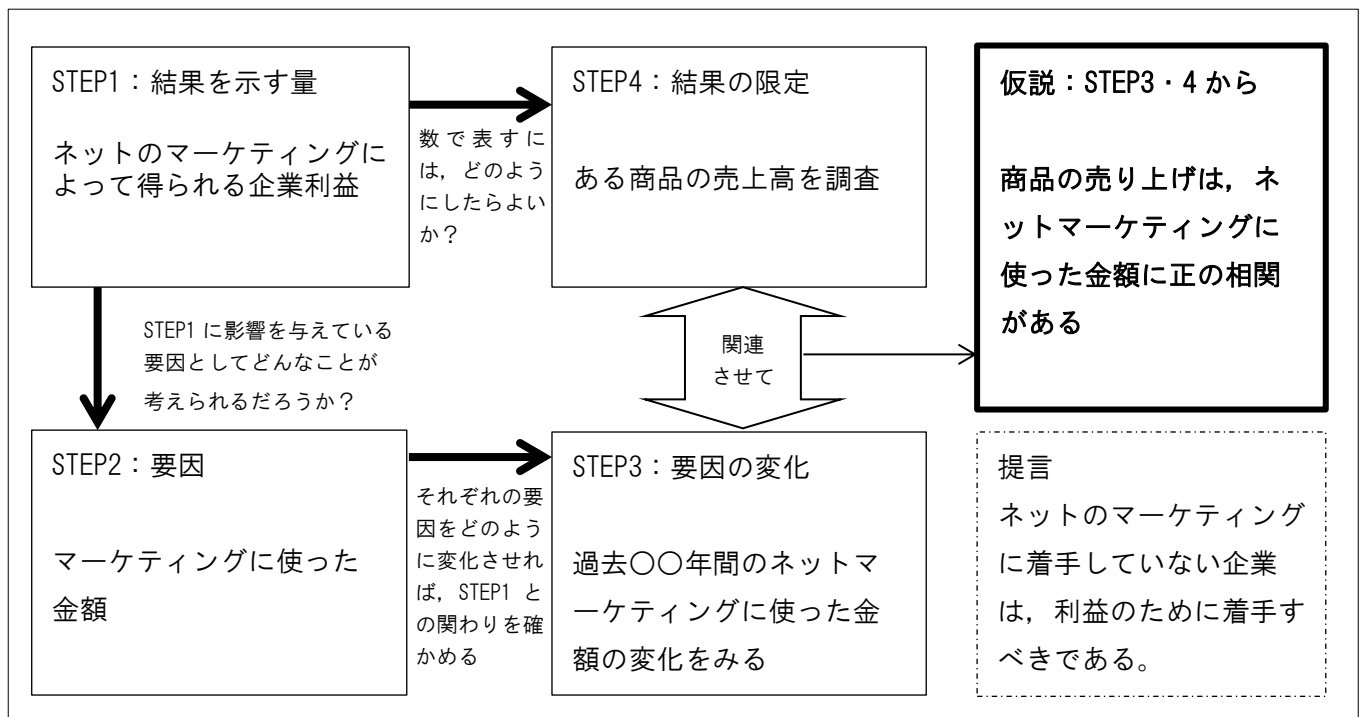 STEP1：結果を示す量
ネットのマーケティングに
よって得られる企業利益
数で表すに
は，どのよう
にしたらよい
か？
STEP4：結果の限定
ある商品の売上高を調査
仮説：STEP3・4から
商品の売り上げは，ネ
ットマーケティングに
使った金額に正の相関
がある
STEP1に影響を与えている
要因としてどんなことが
考えられるだろうか？
関連
させて
STEP2：要因
マーケティングに使った
金額
それぞれの要
因をどのよう
に変化させれ
ば，STEP1と
の関わりを確
かめる
STEP3：要因の変化
過去○○年間のネットマ
ーケティングに使った金
額の変化をみる
提言
ネットのマーケティング
に着手していない企業
は，利益のために着手す
べきである。